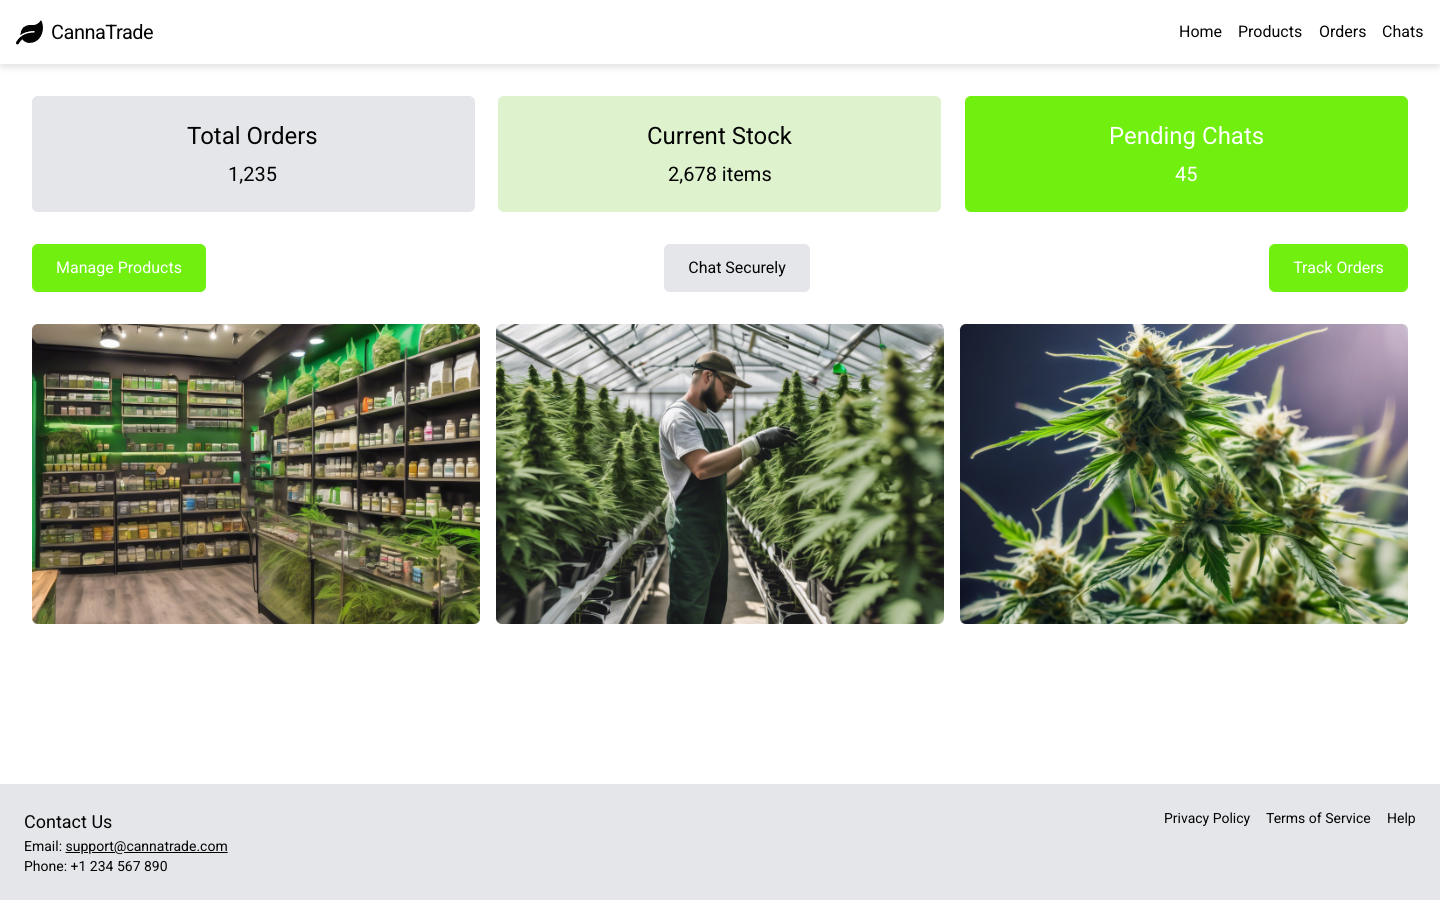 CannaTrade
Home Products Orders Chats
Total Orders
1,235
Current Stock
2,678 items
Pending Chats
45
Manage Products
Chat Securely
Track Orders
Contact Us
Email: support@cannatrade.com
Phone: +1 234 567 890
Privacy Policy Terms of Service Help